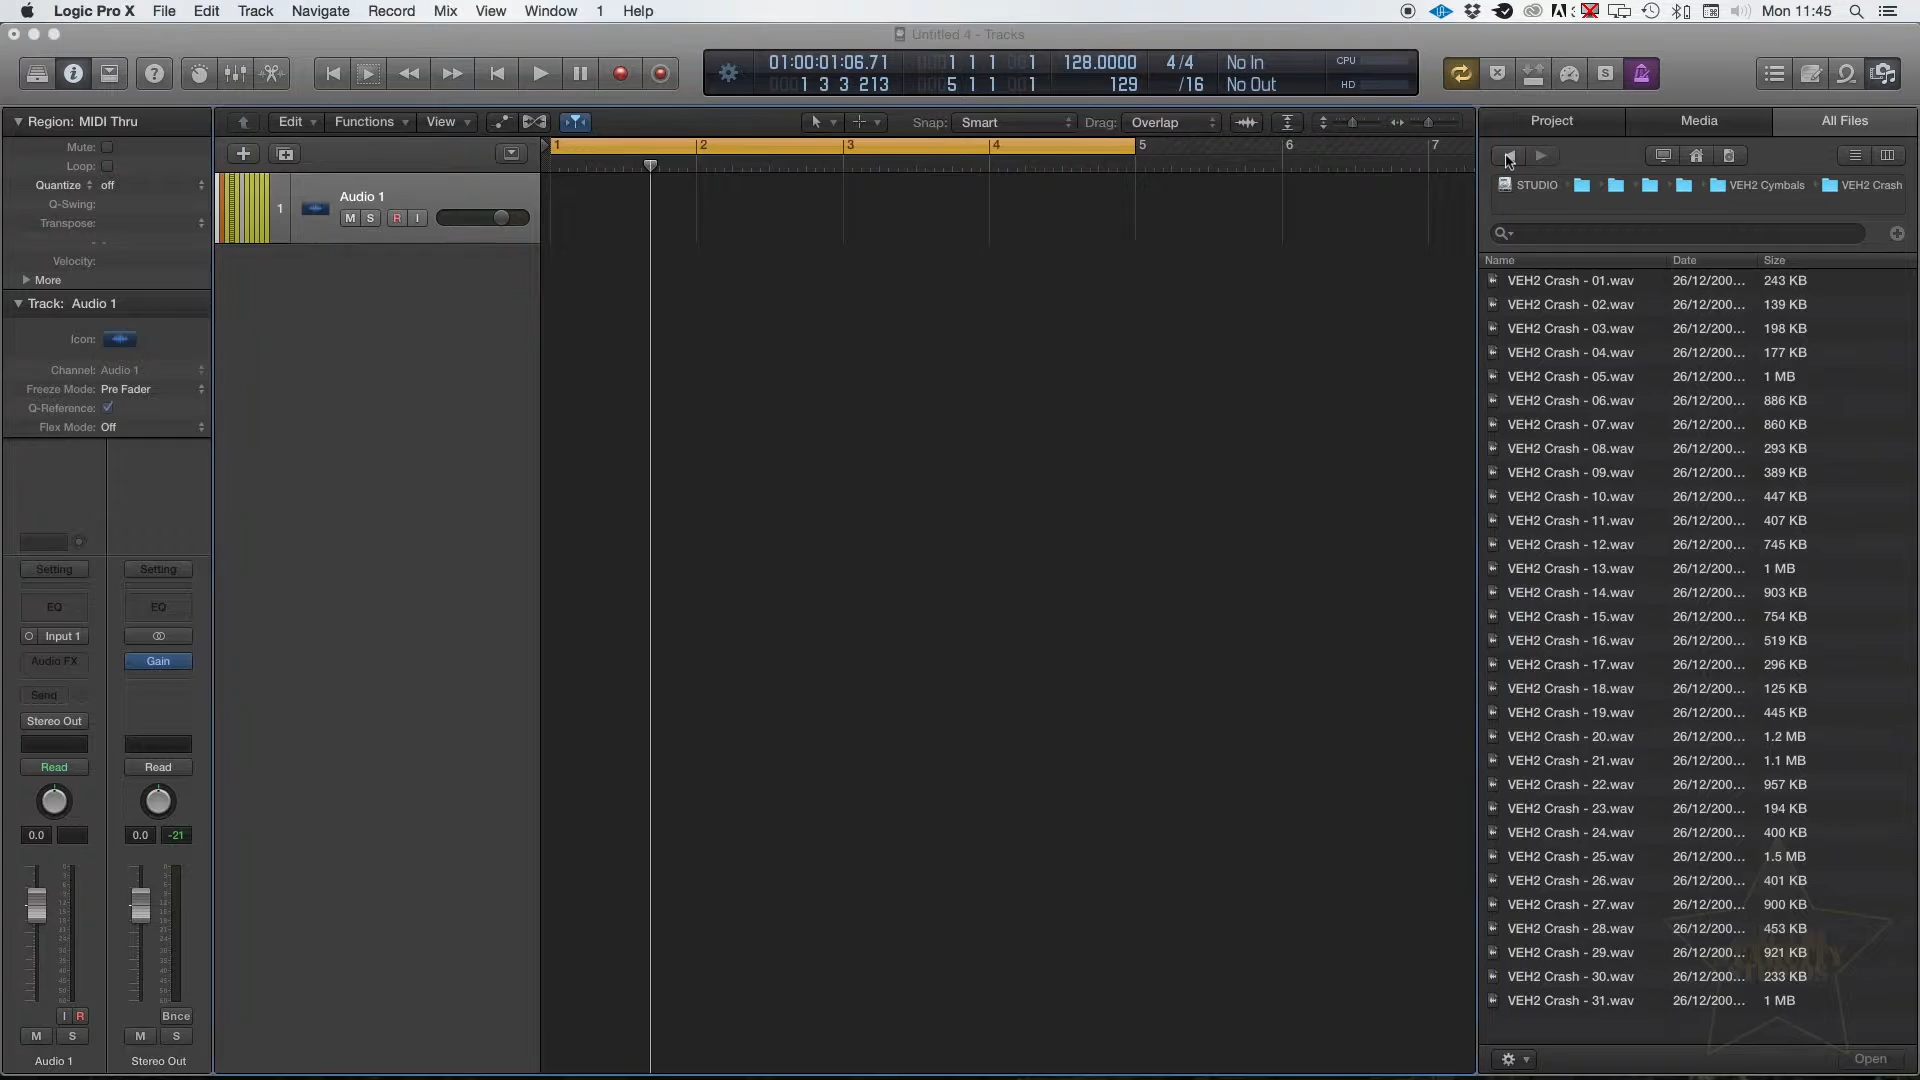 Logic Pro X File Edit Track Navigate Record Mix View Window 1 Help Mon 11:45
Untitled 4 - Tracks
01:00:01:06.71 1 1 1 1 128.0000 4/4 No In CPU
1 3 3 213 5 1 1 1 129 /16 No Out HD
Region: MIDI Thru
Mute:
Loop:
Quantize off
Q-Swing:
Transpose:
- -
Velocity:
More
Track: Audio 1
Icon:
Channel: Audio 1
Freeze Mode: Pre Fader
Q-Reference:
Flex Mode: Off
Setting Setting
EQ EQ
Input 1
Audio FX Gain
Send
Stereo Out
Read Read
0.0 0.0 -21
I R Bnce
M S M S
Audio 1 Stereo Out
Edit Functions View Snap: Smart Drag: Overlap
1 2 3 4 5 6 7
1 Audio 1
M S R I
Project Media All Files
STUDIO VEH2 Cymbals VEH2 Crash
Name Date Size
VEH2 Crash - 01.wav 26/12/200... 243 KB
VEH2 Crash - 02.wav 26/12/200... 139 KB
VEH2 Crash - 03.wav 26/12/200... 198 KB
VEH2 Crash - 04.wav 26/12/200... 177 KB
VEH2 Crash - 05.wav 26/12/200... 1 MB
VEH2 Crash - 06.wav 26/12/200... 886 KB
VEH2 Crash - 07.wav 26/12/200... 860 KB
VEH2 Crash - 08.wav 26/12/200... 293 KB
VEH2 Crash - 09.wav 26/12/200... 389 KB
VEH2 Crash - 10.wav 26/12/200... 447 KB
VEH2 Crash - 11.wav 26/12/200... 407 KB
VEH2 Crash - 12.wav 26/12/200... 745 KB
VEH2 Crash - 13.wav 26/12/200... 1 MB
VEH2 Crash - 14.wav 26/12/200... 903 KB
VEH2 Crash - 15.wav 26/12/200... 754 KB
VEH2 Crash - 16.wav 26/12/200... 519 KB
VEH2 Crash - 17.wav 26/12/200... 296 KB
VEH2 Crash - 18.wav 26/12/200... 125 KB
VEH2 Crash - 19.wav 26/12/200... 445 KB
VEH2 Crash - 20.wav 26/12/200... 1.2 MB
VEH2 Crash - 21.wav 26/12/200... 1.1 MB
VEH2 Crash - 22.wav 26/12/200... 957 KB
VEH2 Crash - 23.wav 26/12/200... 194 KB
VEH2 Crash - 24.wav 26/12/200... 400 KB
VEH2 Crash - 25.wav 26/12/200... 1.5 MB
VEH2 Crash - 26.wav 26/12/200... 401 KB
VEH2 Crash - 27.wav 26/12/200... 900 KB
VEH2 Crash - 28.wav 26/12/200... 453 KB
VEH2 Crash - 29.wav 26/12/200... 921 KB
VEH2 Crash - 30.wav 26/12/200... 233 KB
VEH2 Crash - 31.wav 26/12/200... 1 MB
Open